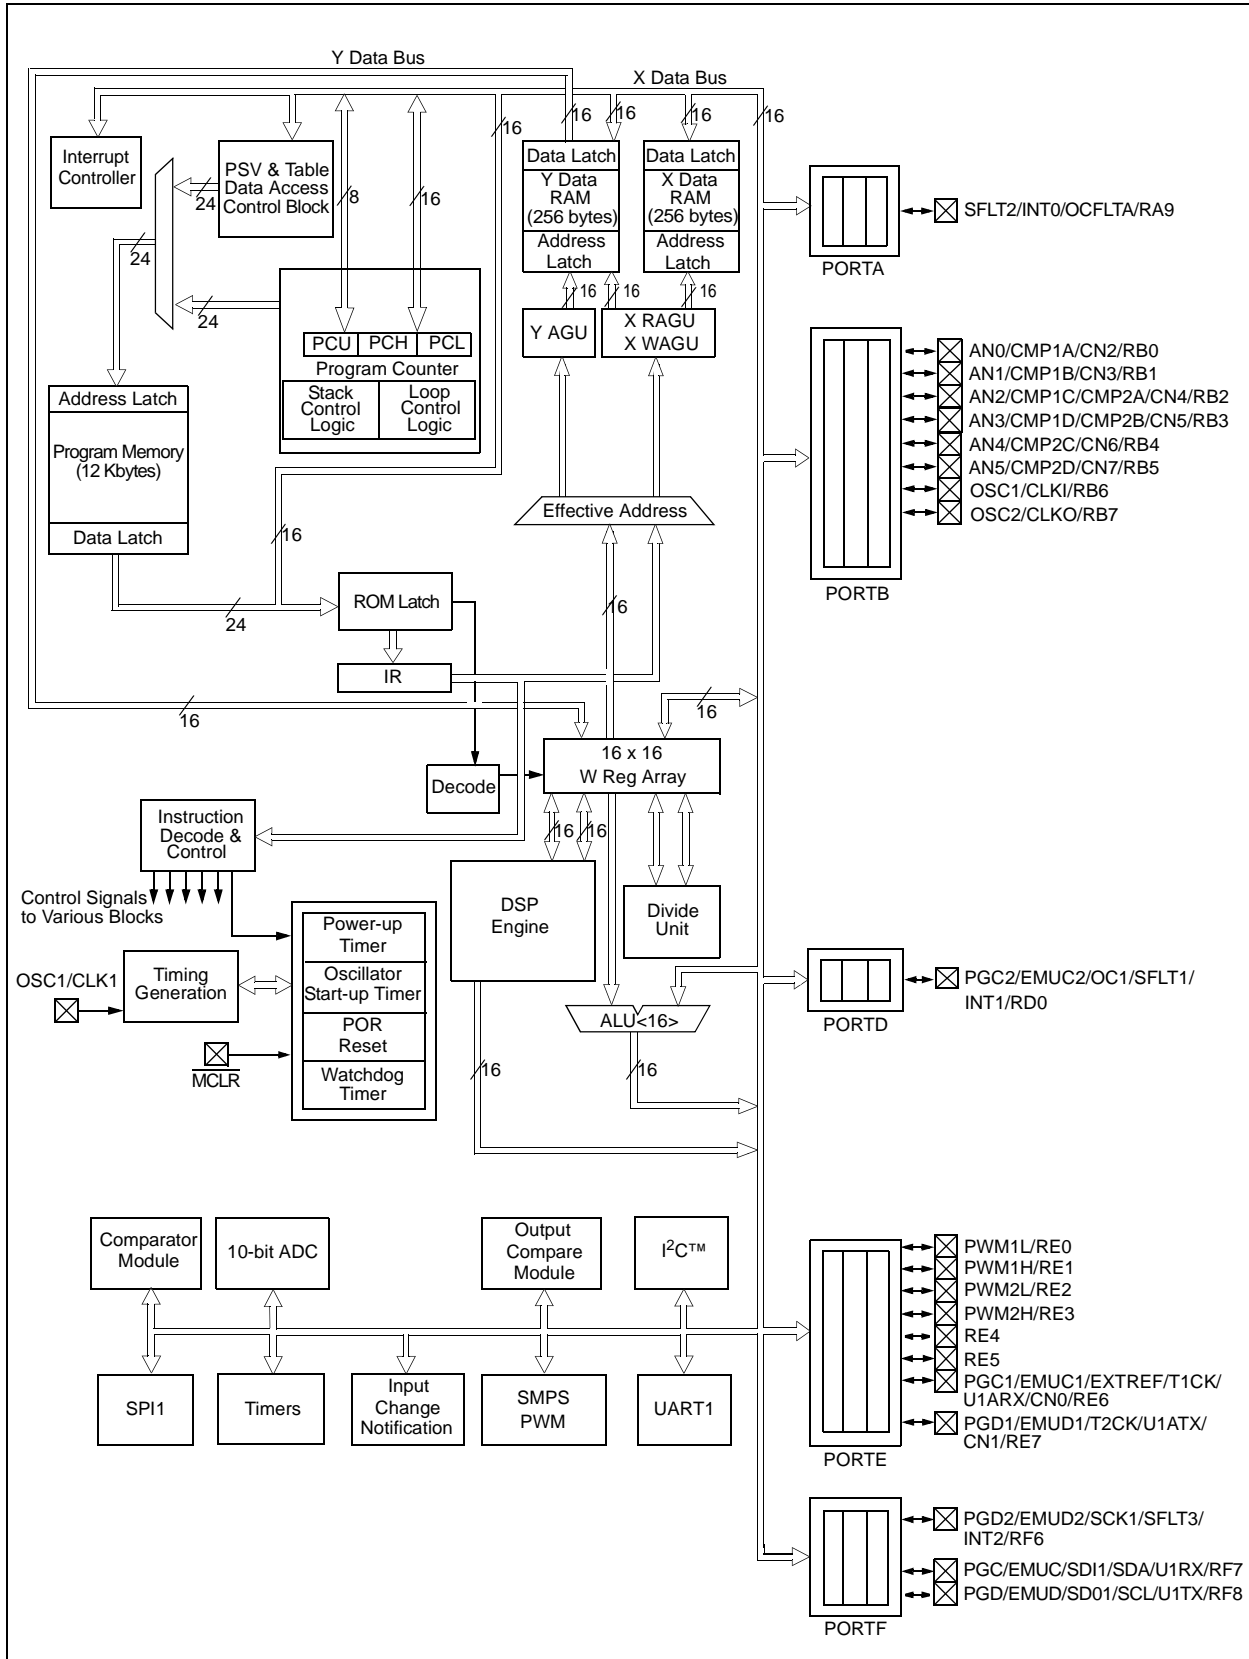 Y Data Bus
X Data Bus
16
16
16
16
16
Interrupt
Controller
PSV & Table
Data Access
Control Block
24
8
16
24
24
Data Latch
Y Data
RAM
(256 bytes)
Address
Latch
Data Latch
X Data
RAM
(256 bytes)
Address
Latch
16
16
16
Y AGU
X RAGU
X WAGU
PCU
PCH
PCL
Program Counter
Stack
Control
Logic
Loop
Control
Logic
Address Latch
Program Memory
(12 Kbytes)
Data Latch
Effective Address
16
24
ROM Latch
16
IR
16
16
16 x 16
W Reg Array
Decode
Instruction
Decode &
Control
16
16
Control Signals
to Various Blocks
DSP
Engine
Divide
Unit
Power-up
Timer
Oscillator
Start-up Timer
POR
Reset
Watchdog
Timer
OSC1/CLK1
Timing
Generation
MCLR
ALU<16>
16
16
Comparator
Module
10-bit ADC
Output
Compare
Module
I²C™
SPI1
Timers
Input
Change
Notification
SMPS
PWM
UART1
SFLT2/INT0/OCFLTA/RA9
PORTA
AN0/CMP1A/CN2/RB0
AN1/CMP1B/CN3/RB1
AN2/CMP1C/CMP2A/CN4/RB2
AN3/CMP1D/CMP2B/CN5/RB3
AN4/CMP2C/CN6/RB4
AN5/CMP2D/CN7/RB5
OSC1/CLKI/RB6
OSC2/CLKO/RB7
PORTB
PGC2/EMUC2/OC1/SFLT1/
INT1/RD0
PORTD
PWM1L/RE0
PWM1H/RE1
PWM2L/RE2
PWM2H/RE3
RE4
RE5
PGC1/EMUC1/EXTREF/T1CK/
U1ARX/CN0/RE6
PGD1/EMUD1/T2CK/U1ATX/
CN1/RE7
PORTE
PGD2/EMUD2/SCK1/SFLT3/
INT2/RF6
PGC/EMUC/SDI1/SDA/U1RX/RF7
PGD/EMUD/SD01/SCL/U1TX/RF8
PORTF